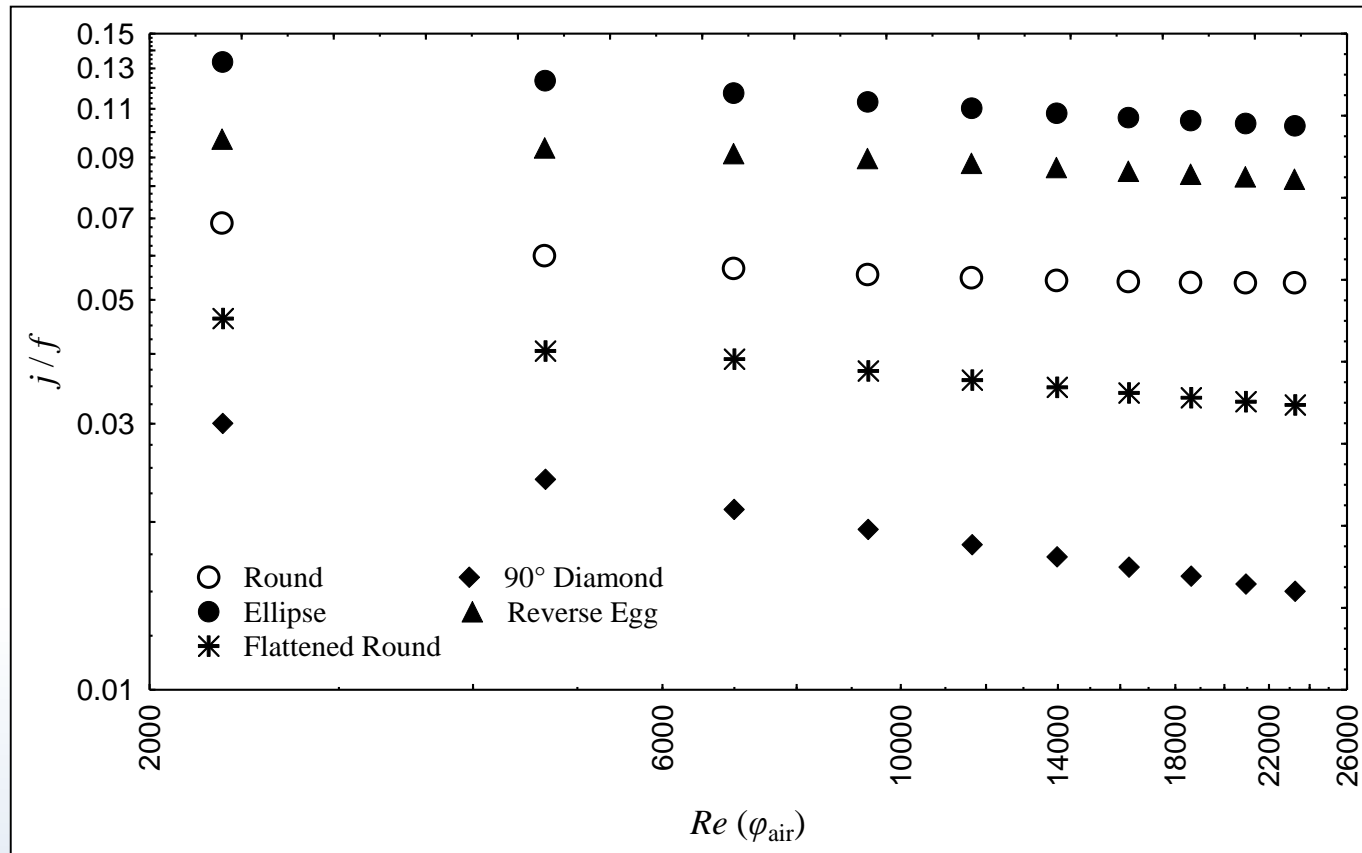 0.15
0.13
0.11
0.09
0.07
0.05
0.03
0.01
j / f
Round
90° Diamond
Ellipse
Reverse Egg
Flattened Round
2000
6000
10000
14000
18000
22000
26000
Re (φair)